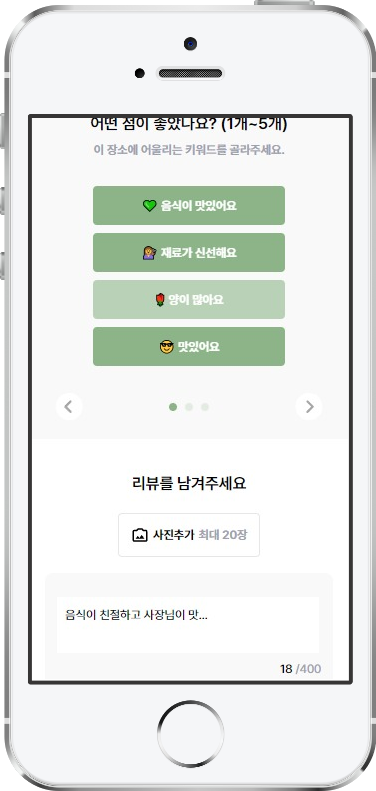 어떤 점이 좋았나요? (1개~5개)
이 장소에 어울리는 키워드를 골라주세요.
💚 음식이 맛있어요
💁🏽 재료가 신선해요
🌹 양이 많아요
😎 맛있어요
리뷰를 남겨주세요
사진추가 최대 20장
음식이 친절하고 사장님이 맛...
18 /400